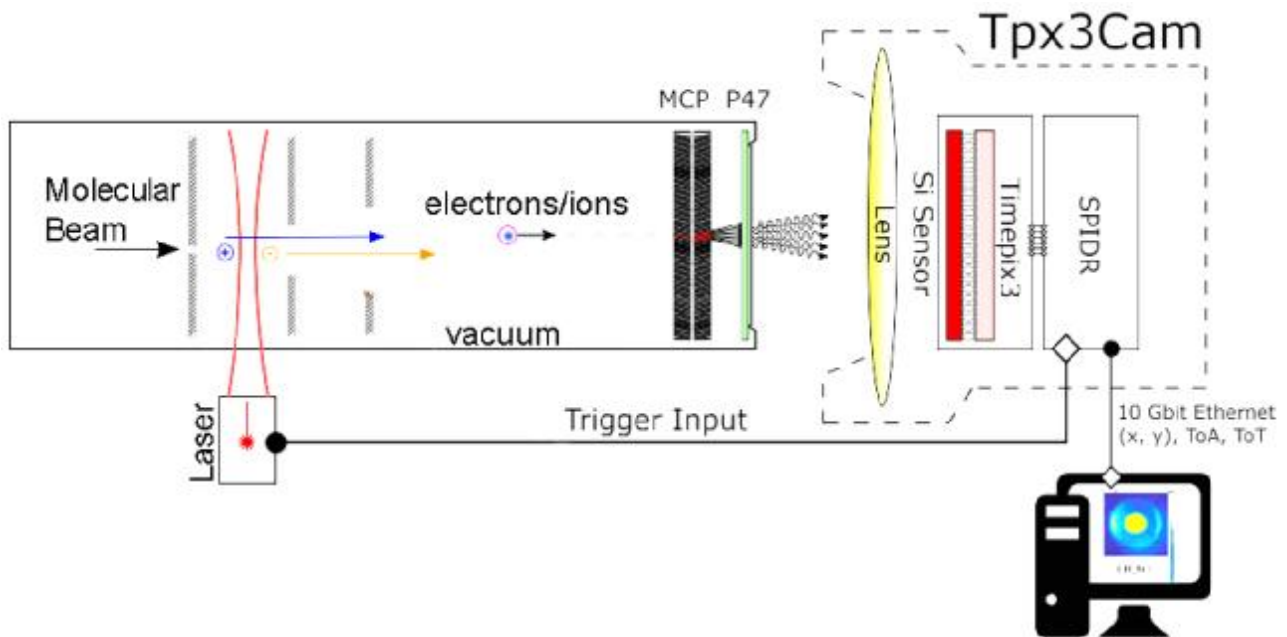 Tpx3Cam
MCP P47
Molecular
Beam
electrons/ions
vacuum
Lens
Si Sensor
Timepix3
SPIDR
Laser
Trigger Input
10 Gbit Ethernet
(x, y), ToA, ToT